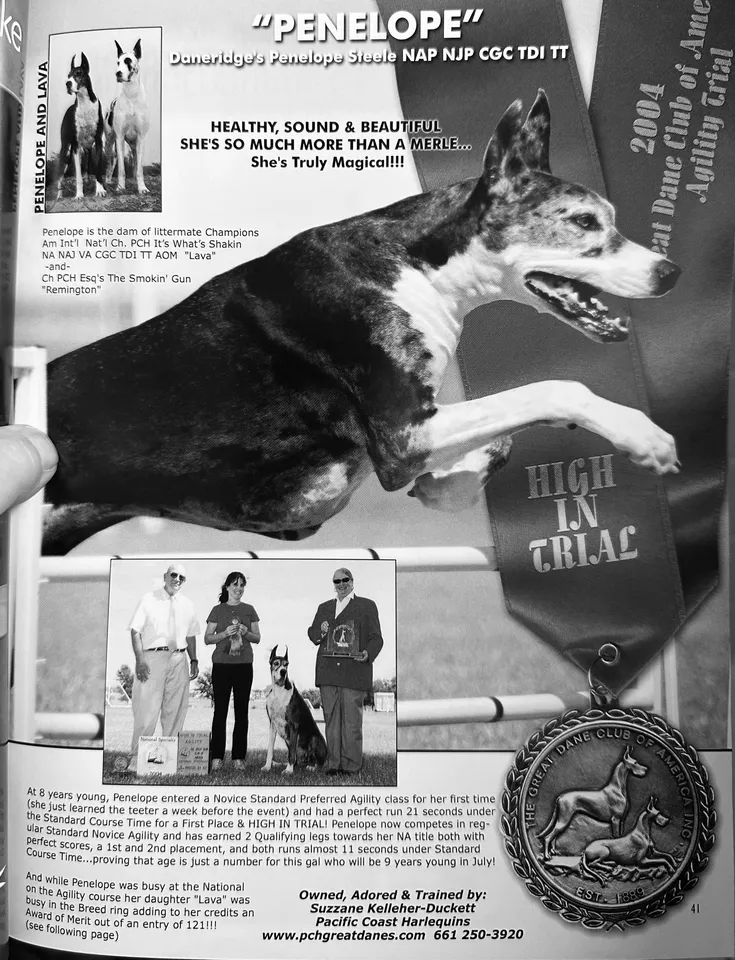 ke
"PENELOPE"
Daneridge's Penelope Steele NAP NJP CGC TDI TT
PENELOPE AND LAVA
HEALTHY, SOUND & BEAUTIFUL
SHE'S SO MUCH MORE THAN A MERLE...
She's Truly Magical!!!
2004
eat Dane Club of Ame
Agility Trial
Penelope is the dam of littermate Champions
Am Int'l Nat'l Ch. PCH It's What's Shakin
NA NAJ VA CGC TDI TT AOM "Lava"
-and-
Ch PCH Esq's The Smokin' Gun
"Remington"
HIGH
IN
TRIAL
National Specialty
2004
HIGH IN TRIAL
AGILITY
THE GREAT DANE CLUB OF AMERICA INC.
EST. 1889
At 8 years young, Penelope entered a Novice Standard Preferred Agility class for her first time
(she just learned the teeter a week before the event) and had a perfect run 21 seconds under
the Standard Course Time for a First Place & HIGH IN TRIAL! Penelope now competes in reg-
ular Standard Novice Agility and has earned 2 Qualifying legs towards her NA title both with
perfect scores, a 1st and 2nd placement, and both runs almost 11 seconds under Standard
Course Time...proving that age is just a number for this gal who will be 9 years young in July!
And while Penelope was busy at the National
on the Agility course her daughter "Lava" was
busy in the Breed ring adding to her credits an
Award of Merit out of an entry of 121!!!
(see following page)
Owned, Adored & Trained by:
Suzzane Kelleher-Duckett
Pacific Coast Harlequins
www.pchgreatdanes.com 661 250-3920
41